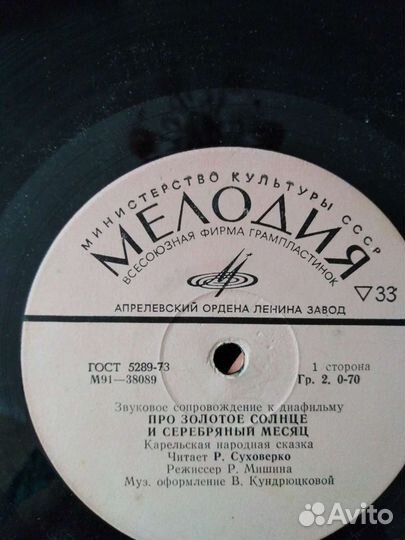 МИНИСТЕРСТВО КУЛЬТУРЫ СССР
МЕЛОДИЯ
ВСЕСОЮЗНАЯ ФИРМА ГРАМПЛАСТИНОК
▽33
АПРЕЛЕВСКИЙ ОРДЕНА ЛЕНИНА ЗАВОД
ГОСТ 5289-73
М91—38089
1 сторона
Гр. 2. 0-70
Звуковое сопровождение к диафильму
ПРО ЗОЛОТОЕ СОЛНЦЕ
И СЕРЕБРЯНЫЙ МЕСЯЦ
Карельская народная сказка
Читает Р. Суховерко
Режиссер Р. Мишина
Муз. оформление В. Кундрюцковой
Avito